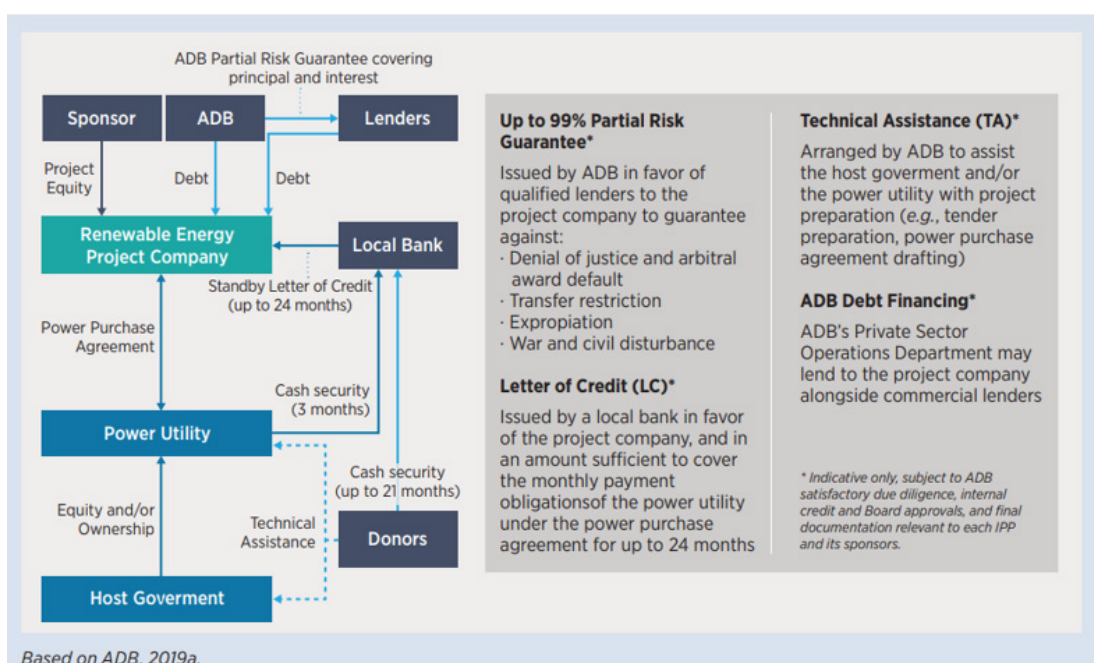 ADB Partial Risk Guarantee covering
principal and interest
Sponsor
ADB
Lenders
Project
Equity
Debt
Debt
Renewable Energy
Project Company
Local Bank
Standby Letter of Credit
(up to 24 months)
Power Purchase
Agreement
Cash security
(3 months)
Power Utility
Cash security
(up to 21 months)
Equity and/or
Ownership
Technical
Assistance
Donors
Host Goverment
Up to 99% Partial Risk
Guarantee*
Issued by ADB in favor of
qualified lenders to the
project company to guarantee
against:
· Denial of justice and arbitral
award default
· Transfer restriction
· Expropiation
· War and civil disturbance
Letter of Credit (LC)*
Issued by a local bank in favor
of the project company, and in
an amount sufficient to cover
the monthly payment
obligationsof the power utility
under the power purchase
agreement for up to 24 months
Technical Assistance (TA)*
Arranged by ADB to assist
the host goverment and/or
the power utility with project
preparation (e.g., tender
preparation, power purchase
agreement drafting)
ADB Debt Financing*
ADB's Private Sector
Operations Department may
lend to the project company
alongside commercial lenders
* Indicative only, subject to ADB
satisfactory due diligence, internal
credit and Board approvals, and final
documentation relevant to each IPP
and its sponsors.
Based on ADB, 2019a.